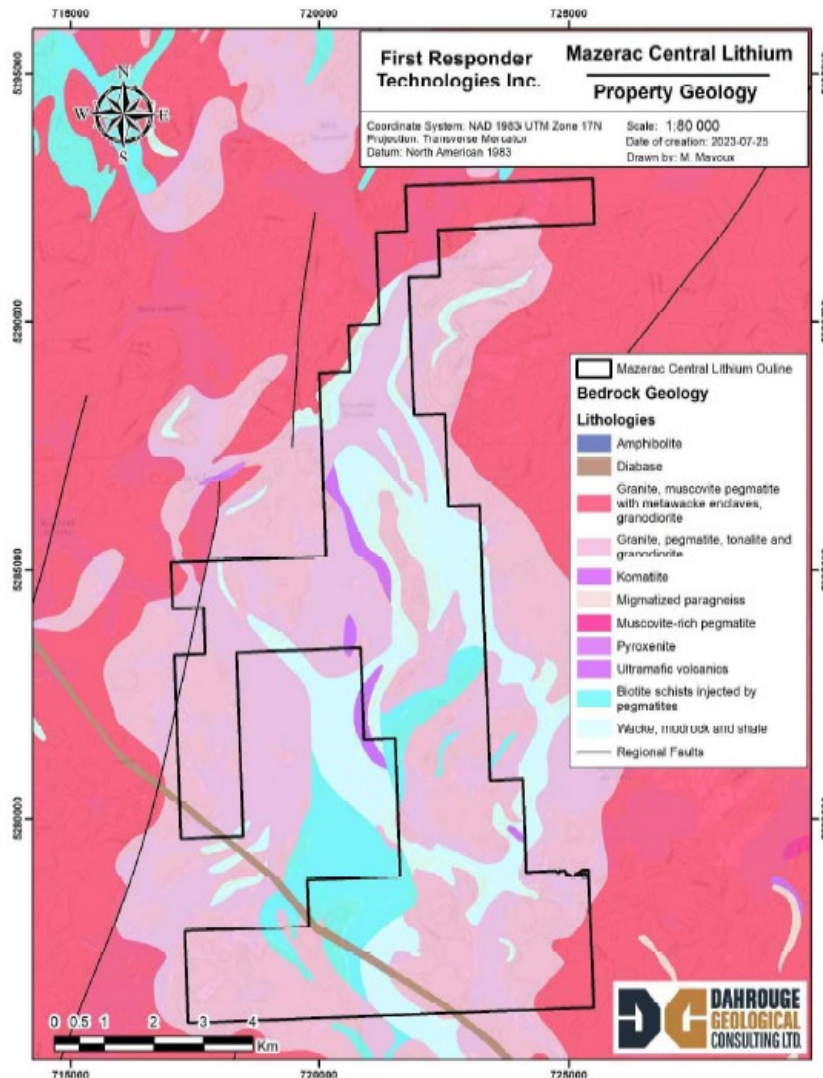 715000 720000 725000
5295000
N
W E
S
First Responder
Technologies Inc.
Mazerac Central Lithium
Property Geology
Coordinate System: NAD 1983 UTM Zone 17N
Projection: Transverse Mercator
Datum: North American 1983
Scale: 1:80 000
Date of creation: 2023-07-25
Drawn by: M. Mavoux
5290000
Mazerac Central Lithium Ouline
Bedrock Geology
Lithologies
Amphibolite
Diabase
Granite, muscovite pegmatite
with metawacke enclaves,
granodiorite
Granite, pegmatite, tonalite and
granodiorite
Komatiite
Migmatized paragneiss
Muscovite-rich pegmatite
Pyroxenite
Ultramafic volcanics
Biotite schists injected by
pegmatites
Wacke, mudrock and shale
Regional Faults
5285000
5280000
0 0.5 1 2 3 4
Km
DG DAHROUGE
GEOLOGICAL
CONSULTING LTD.
715000 720000 725000